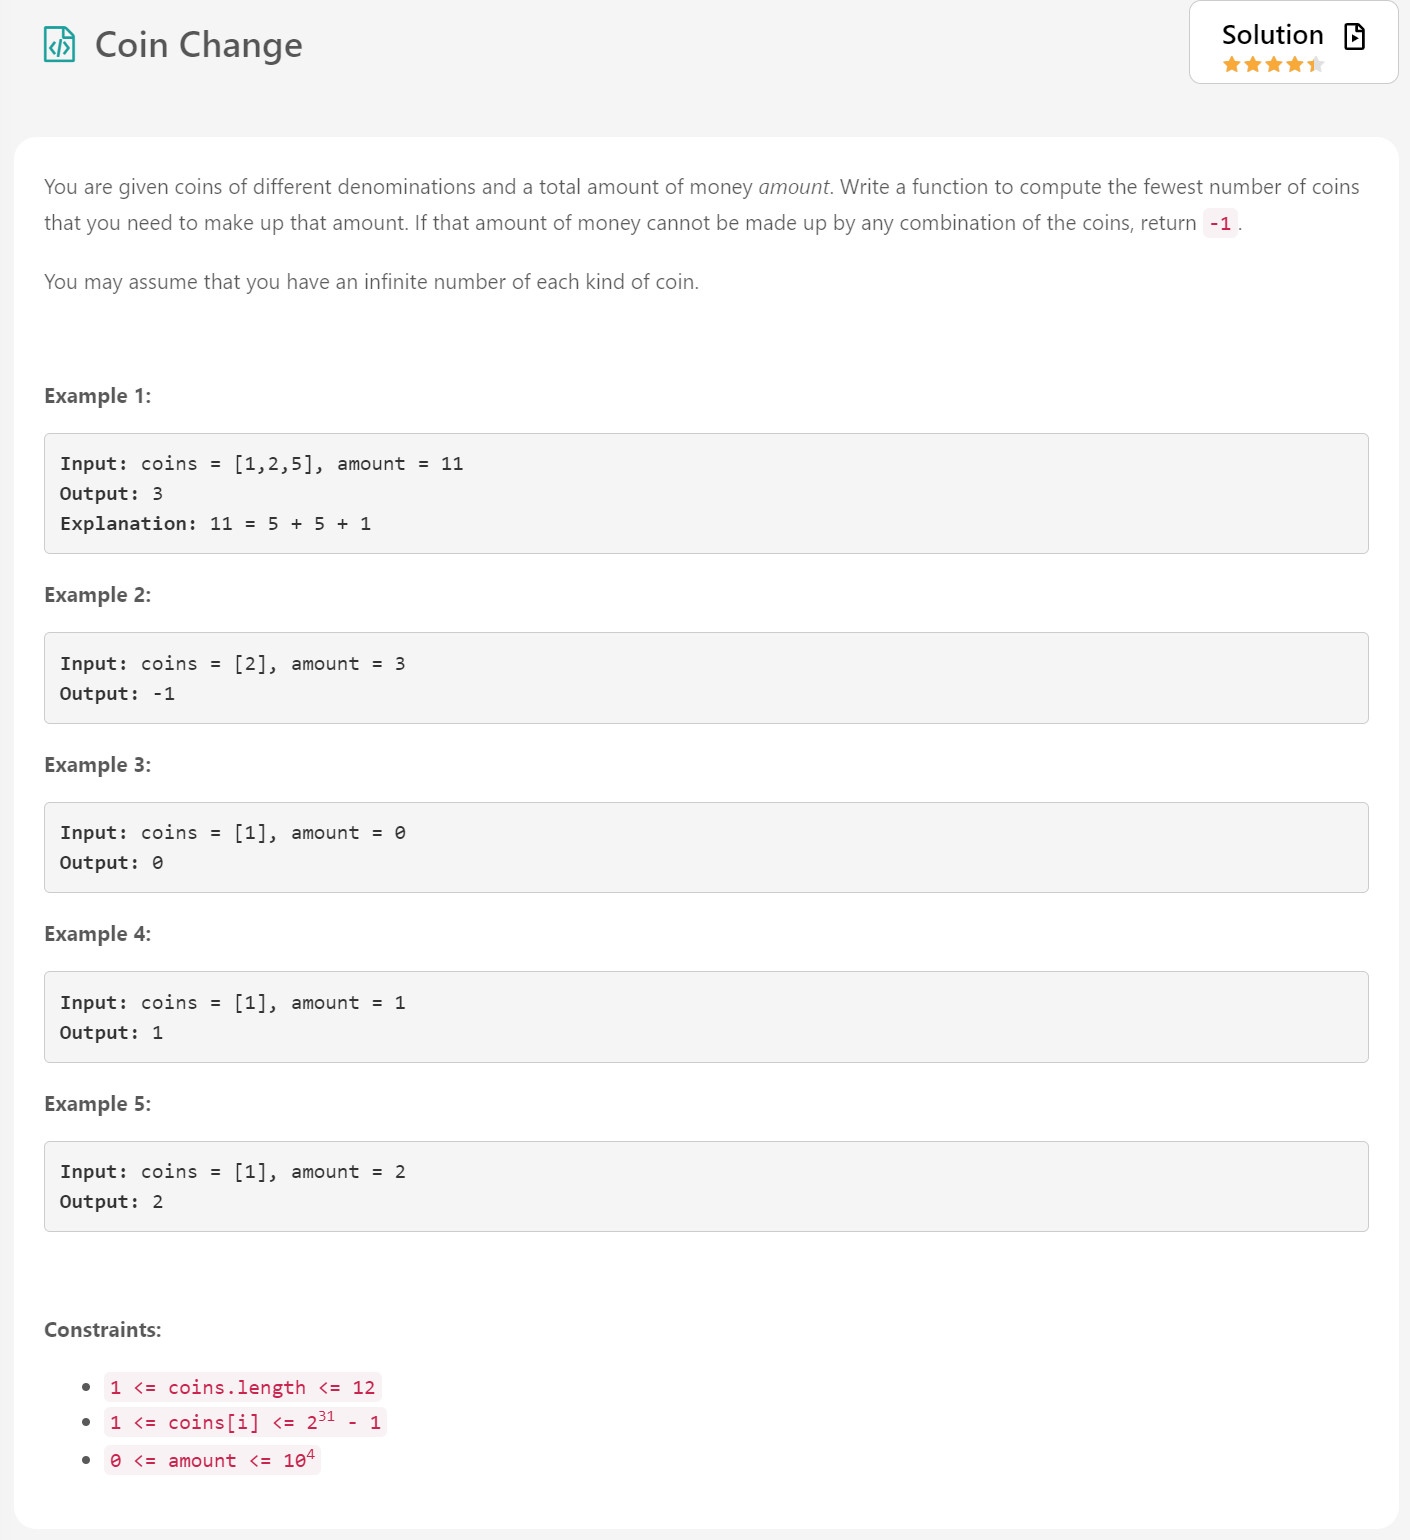 Coin Change
Solution
You are given coins of different denominations and a total amount of money amount. Write a function to compute the fewest number of coins
that you need to make up that amount. If that amount of money cannot be made up by any combination of the coins, return -1.
You may assume that you have an infinite number of each kind of coin.
Example 1:
Input: coins = [1,2,5], amount = 11
Output: 3
Explanation: 11 = 5 + 5 + 1
Example 2:
Input: coins = [2], amount = 3
Output: -1
Example 3:
Input: coins = [1], amount = 0
Output: 0
Example 4:
Input: coins = [1], amount = 1
Output: 1
Example 5:
Input: coins = [1], amount = 2
Output: 2
Constraints:
• 1 <= coins.length <= 12
• 1 <= coins[i] <= 2³¹ - 1
• 0 <= amount <= 10⁴